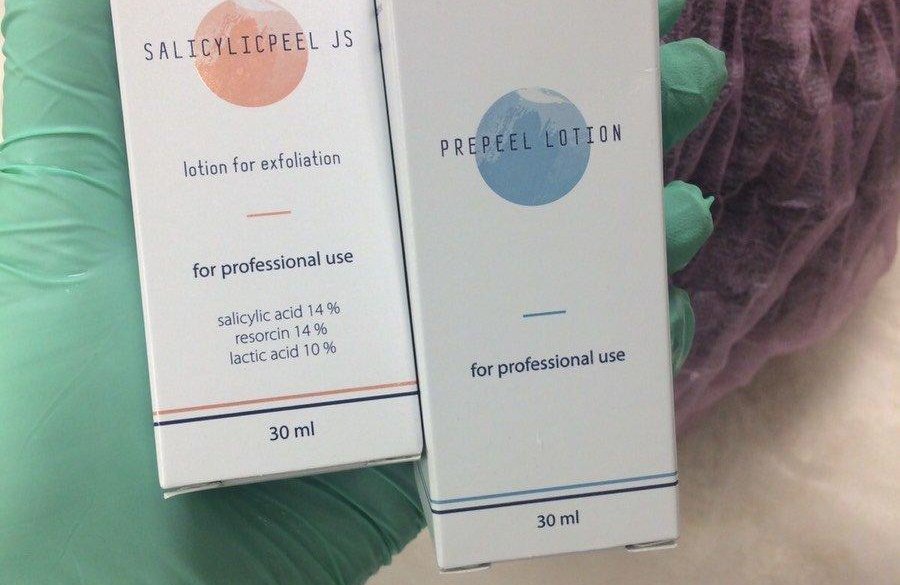 SALICYLICPEEL JS
lotion for exfoliation
for professional use
salicylic acid 14 %
resorcin 14 %
lactic acid 10 %
30 ml
PREPEEL LOTION
for professional use
30 ml